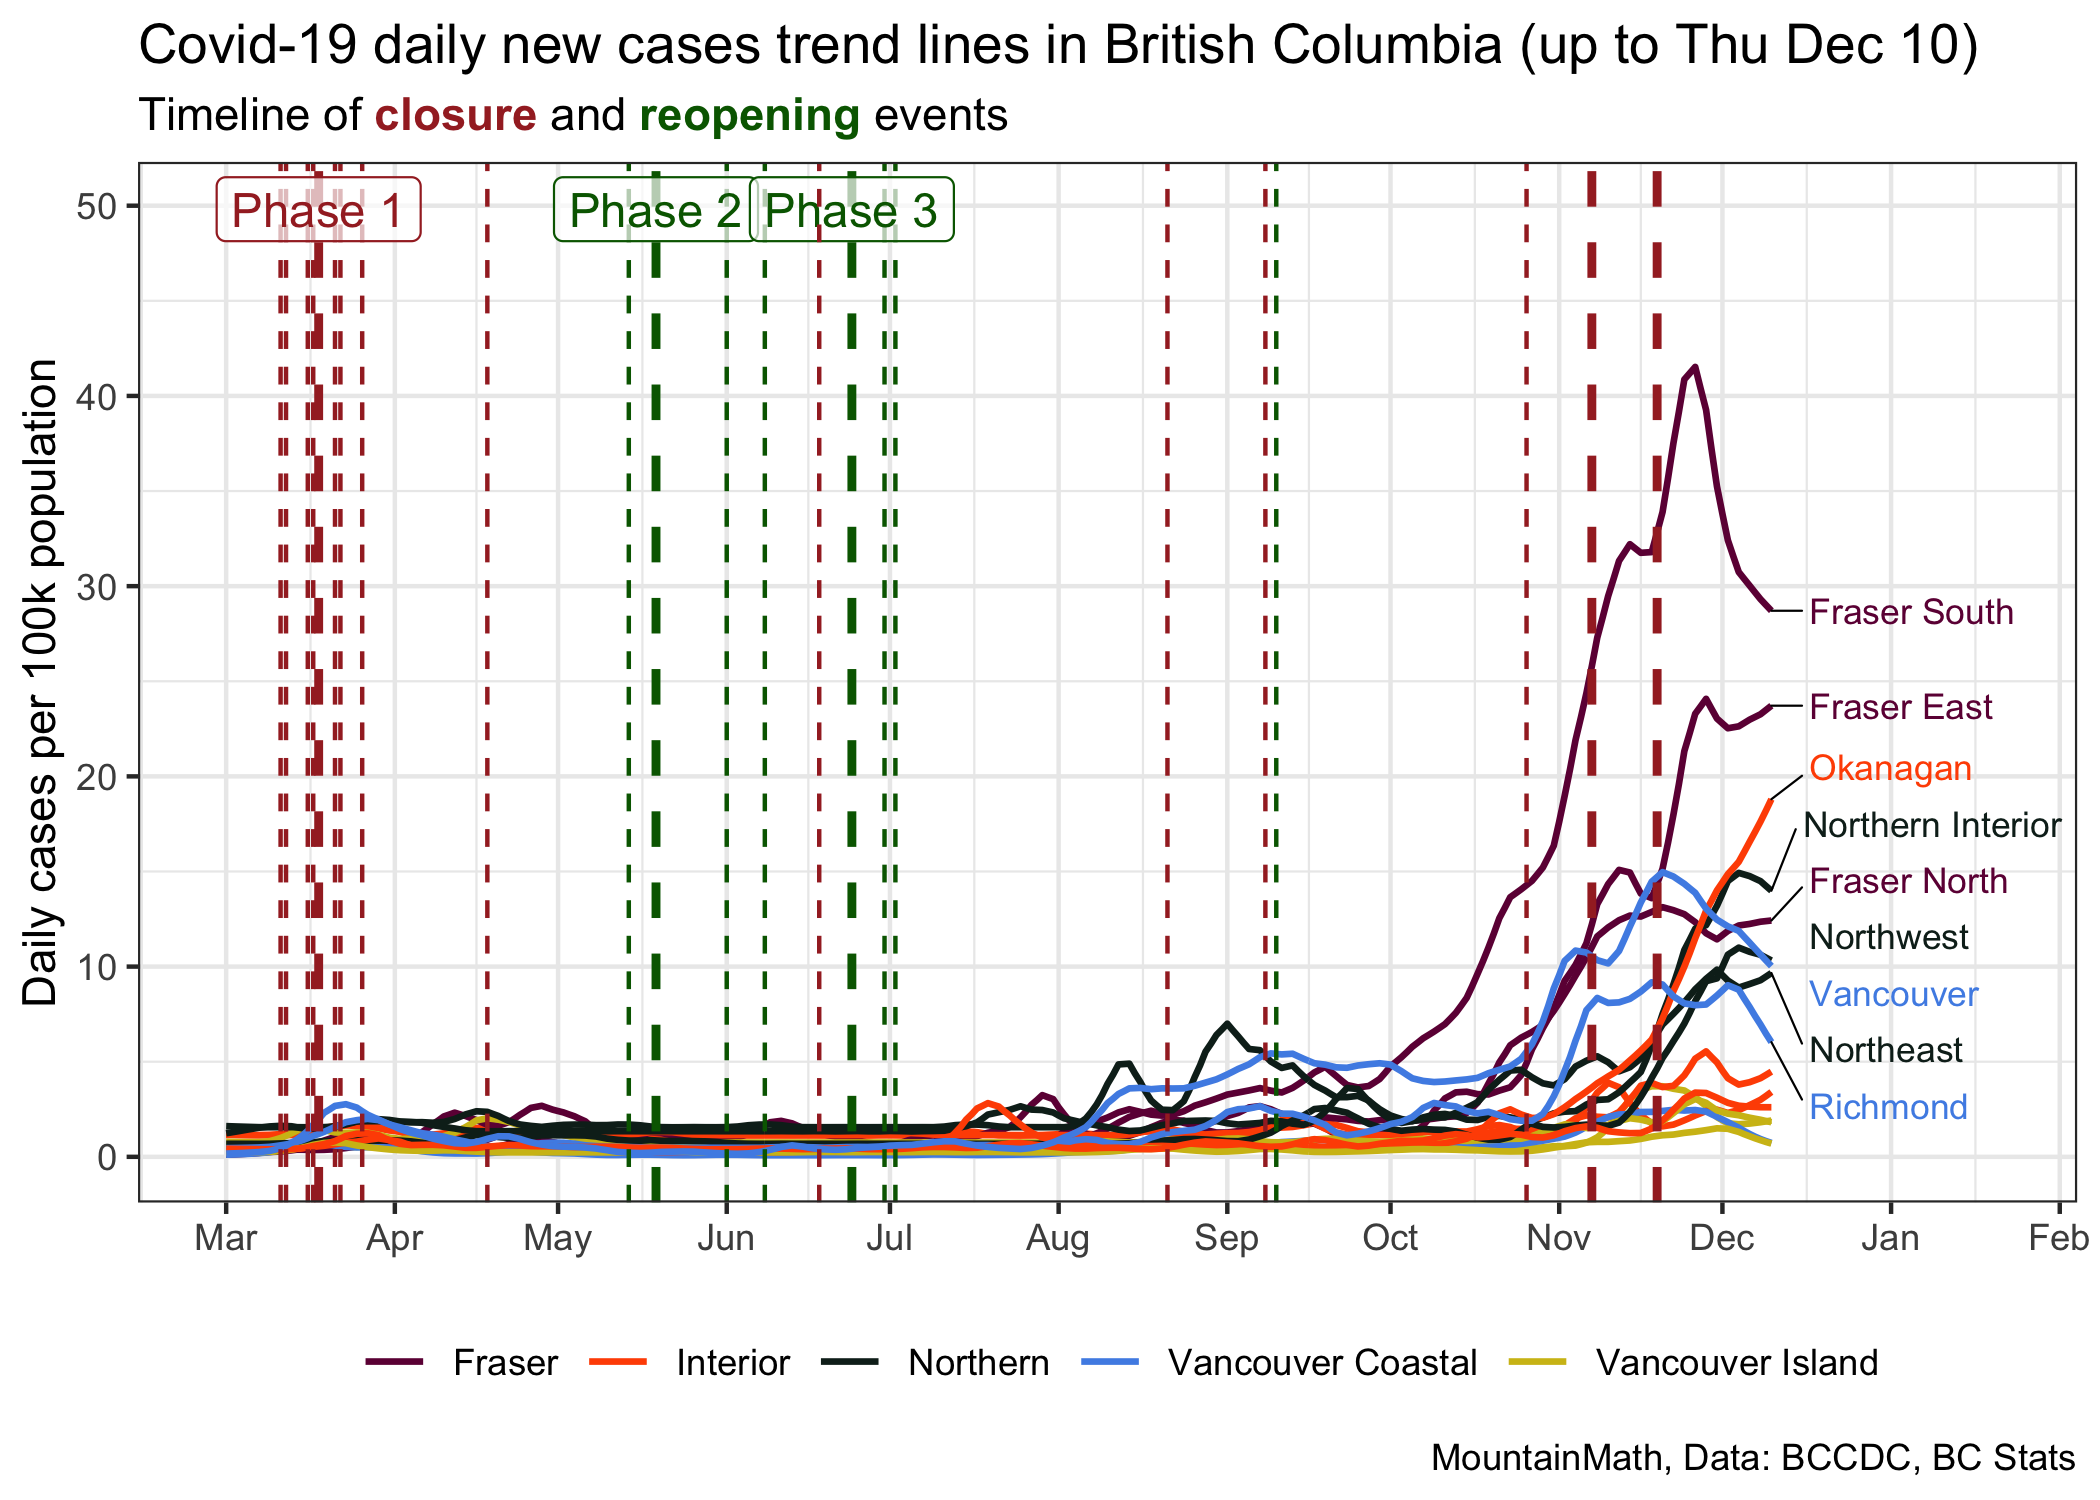 Covid-19 daily new cases trend lines in British Columbia (up to Thu Dec 10)
Timeline of closure and reopening events
Daily cases per 100k population
50
40
30
20
10
0
Phase 1
Phase 2
Phase 3
Fraser South
Fraser East
Okanagan
Northern Interior
Fraser North
Northwest
Vancouver
Northeast
Richmond
Mar Apr May Jun Jul Aug Sep Oct Nov Dec Jan Feb
Fraser Interior Northern Vancouver Coastal Vancouver Island
MountainMath, Data: BCCDC, BC Stats